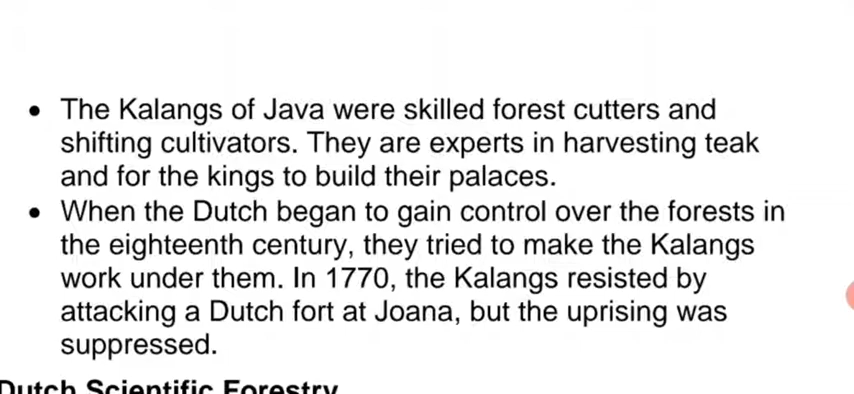 • The Kalangs of Java were skilled forest cutters and
shifting cultivators. They are experts in harvesting teak
and for the kings to build their palaces.
• When the Dutch began to gain control over the forests in
the eighteenth century, they tried to make the Kalangs
work under them. In 1770, the Kalangs resisted by
attacking a Dutch fort at Joana, but the uprising was
suppressed.
Dutch Scientific Forestry